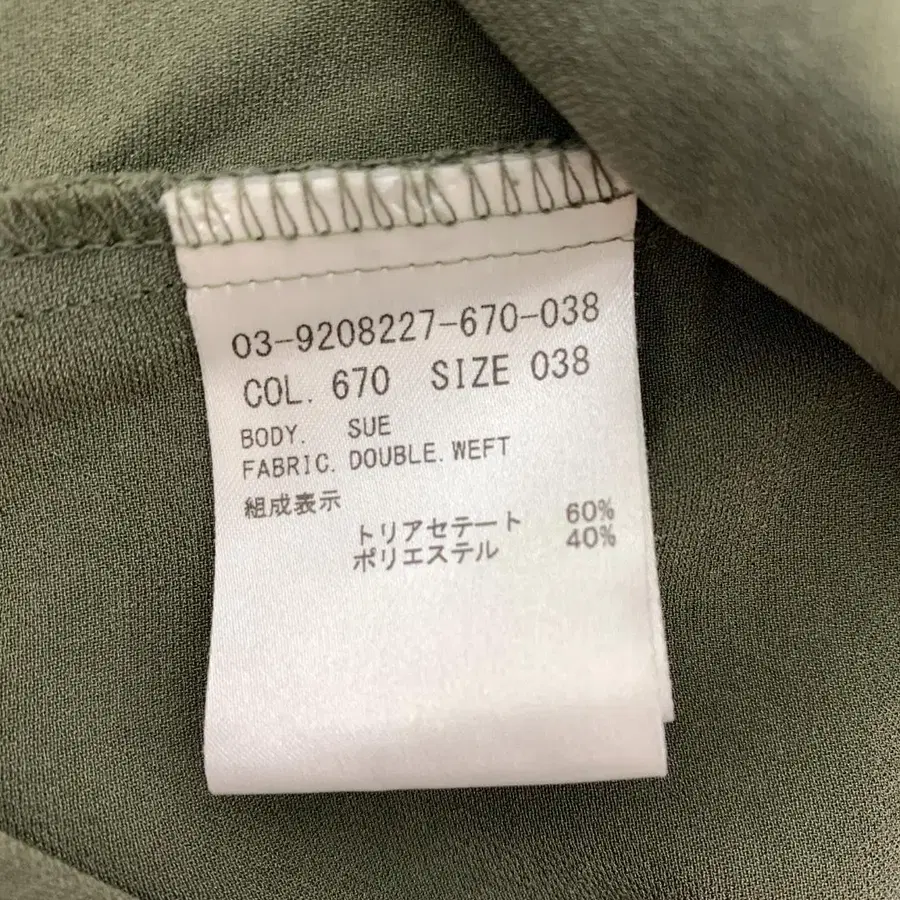 03-9208227-670-038
COL. 670 SIZE 038
BODY. SUE
FABRIC. DOUBLE. WEFT
組成表示
トリアセテート 60%
ポリエステル 40%